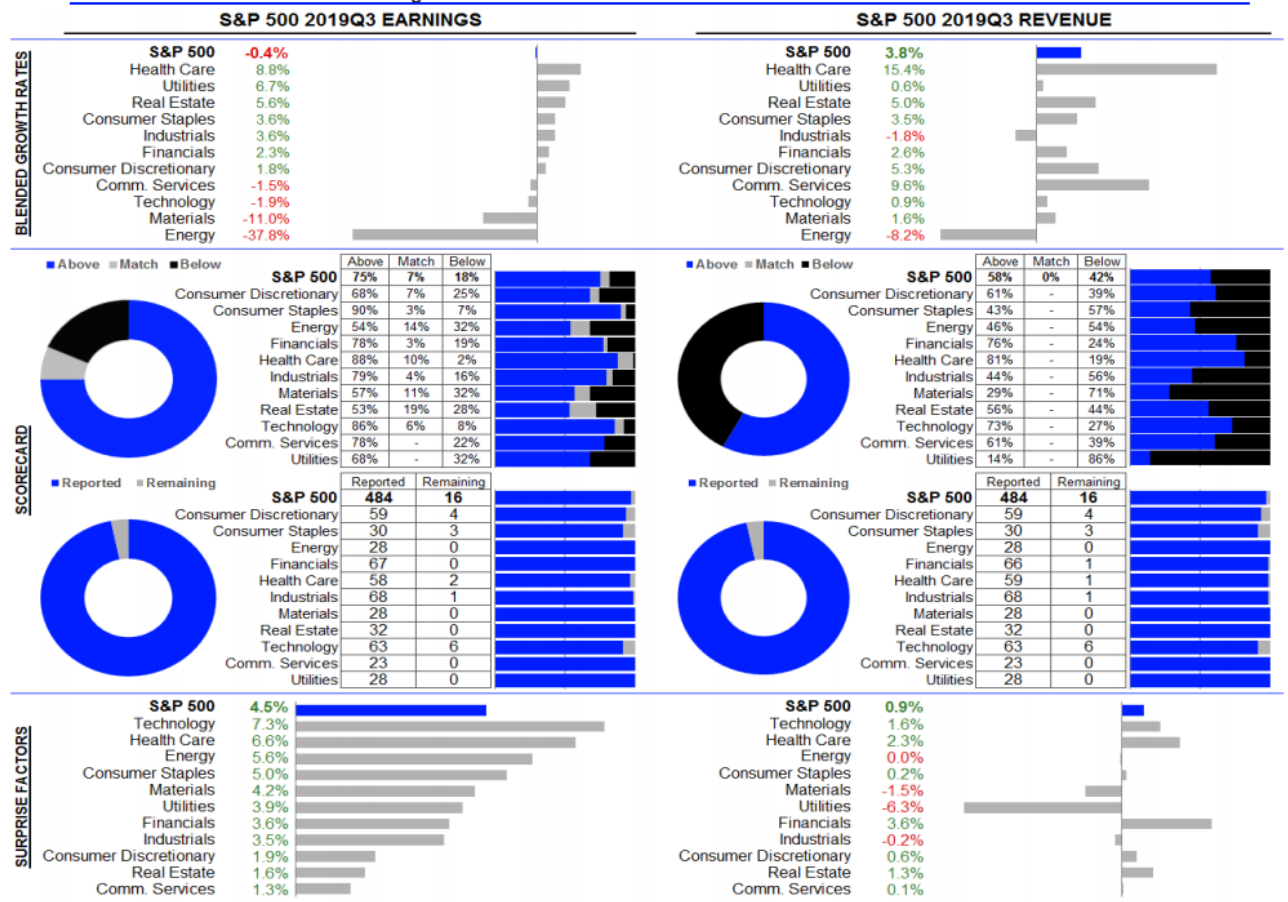 S&P 500 2019Q3 EARNINGS
S&P 500 2019Q3 REVENUE
BLENDED GROWTH RATES
S&P 500 -0.4%
Health Care 8.8%
Utilities 6.7%
Real Estate 5.6%
Consumer Staples 3.6%
Industrials 3.6%
Financials 2.3%
Consumer Discretionary 1.8%
Comm. Services -1.5%
Technology -1.9%
Materials -11.0%
Energy -37.8%
S&P 500 3.8%
Health Care 15.4%
Utilities 0.6%
Real Estate 5.0%
Consumer Staples 3.5%
Industrials -1.8%
Financials 2.6%
Consumer Discretionary 5.3%
Comm. Services 9.6%
Technology 0.9%
Materials 1.6%
Energy -8.2%
SCORECARD
Above Match Below
Above Match Below
S&P 500 75% 7% 18%
Consumer Discretionary 68% 7% 25%
Consumer Staples 90% 3% 7%
Energy 54% 14% 32%
Financials 78% 3% 19%
Health Care 88% 10% 2%
Industrials 79% 4% 16%
Materials 57% 11% 32%
Real Estate 53% 19% 28%
Technology 86% 6% 8%
Comm. Services 78% - 22%
Utilities 68% - 32%
Above Match Below
Above Match Below
S&P 500 58% 0% 42%
Consumer Discretionary 61% - 39%
Consumer Staples 43% - 57%
Energy 46% - 54%
Financials 76% - 24%
Health Care 81% - 19%
Industrials 44% - 56%
Materials 29% - 71%
Real Estate 56% - 44%
Technology 73% - 27%
Comm. Services 61% - 39%
Utilities 14% - 86%
Reported Remaining
Reported Remaining
S&P 500 484 16
Consumer Discretionary 59 4
Consumer Staples 30 3
Energy 28 0
Financials 67 0
Health Care 58 2
Industrials 68 1
Materials 28 0
Real Estate 32 0
Technology 63 6
Comm. Services 23 0
Utilities 28 0
Reported Remaining
Reported Remaining
S&P 500 484 16
Consumer Discretionary 59 4
Consumer Staples 30 3
Energy 28 0
Financials 66 1
Health Care 59 1
Industrials 68 1
Materials 28 0
Real Estate 32 0
Technology 63 6
Comm. Services 23 0
Utilities 28 0
SURPRISE FACTORS
S&P 500 4.5%
Technology 7.3%
Health Care 6.6%
Energy 5.6%
Consumer Staples 5.0%
Materials 4.2%
Utilities 3.9%
Financials 3.6%
Industrials 3.5%
Consumer Discretionary 1.9%
Real Estate 1.6%
Comm. Services 1.3%
S&P 500 0.9%
Technology 1.6%
Health Care 2.3%
Energy 0.0%
Consumer Staples 0.2%
Materials -1.5%
Utilities -6.3%
Financials 3.6%
Industrials -0.2%
Consumer Discretionary 0.6%
Real Estate 1.3%
Comm. Services 0.1%